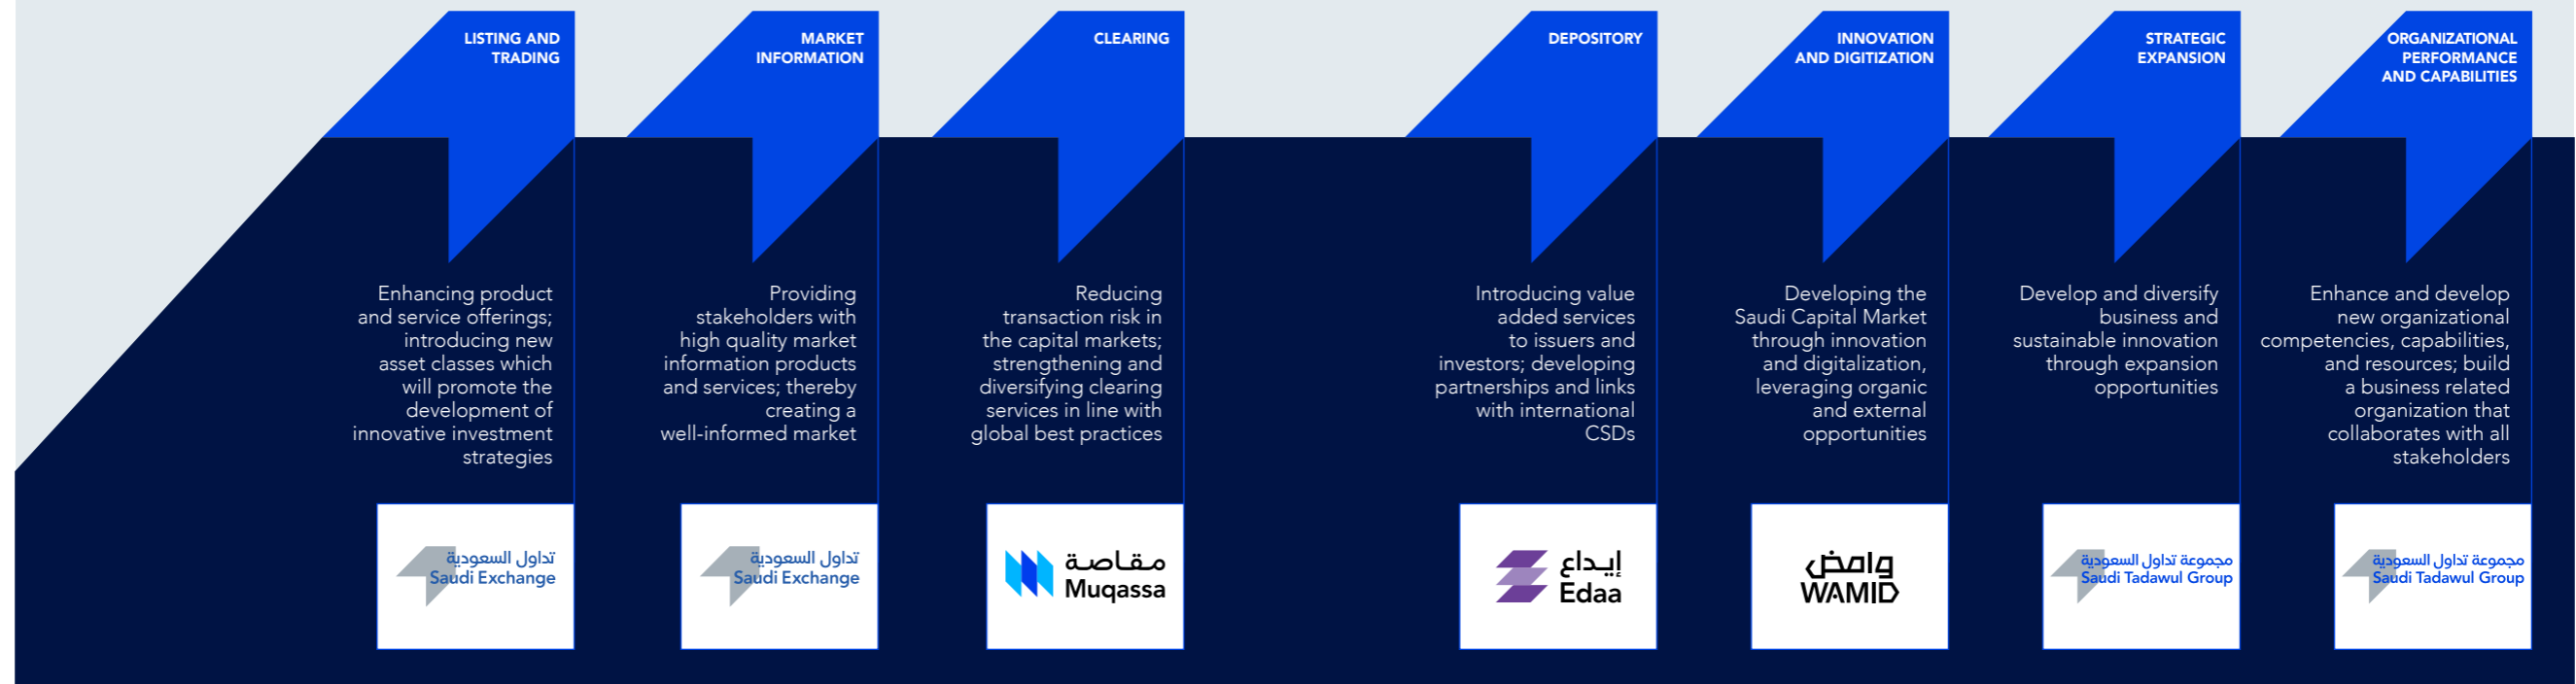 LISTING AND
TRADING
Enhancing product
and service offerings;
introducing new
asset classes which
will promote the
development of
innovative investment
strategies
تداول السعودية
Saudi Exchange
MARKET
INFORMATION
Providing
stakeholders with
high quality market
information products
and services; thereby
creating a
well-informed market
تداول السعودية
Saudi Exchange
CLEARING
Reducing
transaction risk in
the capital markets;
strengthening and
diversifying clearing
services in line with
global best practices
مقاصة
Muqassa
DEPOSITORY
Introducing value
added services
to issuers and
investors; developing
partnerships and links
with international
CSDs
إيداع
Edaa
INNOVATION
AND DIGITIZATION
Developing the
Saudi Capital Market
through innovation
and digitalization,
leveraging organic
and external
opportunities
وامض
WAMID
STRATEGIC
EXPANSION
Develop and diversify
business and
sustainable innovation
through expansion
opportunities
مجموعة تداول السعودية
Saudi Tadawul Group
ORGANIZATIONAL
PERFORMANCE
AND CAPABILITIES
Enhance and develop
new organizational
competencies, capabilities,
and resources; build
a business related
organization that
collaborates with all
stakeholders
مجموعة تداول السعودية
Saudi Tadawul Group